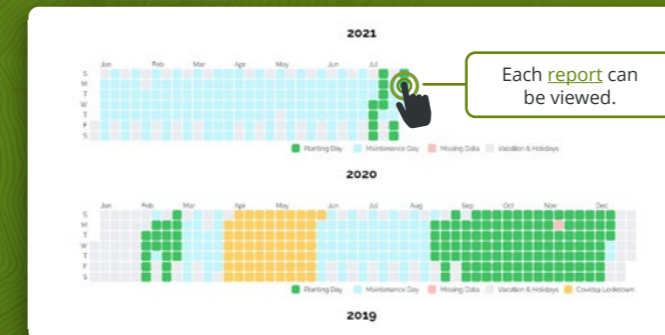 2021
Jan Feb Mar Apr May Jun Jul
S
M
T
W
T
F
S
Each report can
be viewed.
Planting Day Maintenance Day Missing Data Vacation & Holidays
2020
Jan Feb Mar Apr May Jun Jul Aug Sep Oct Nov Dec
S
M
T
W
T
F
S
Planting Day Maintenance Day Missing Data Vacation & Holidays Covid19 Lockdown
2019